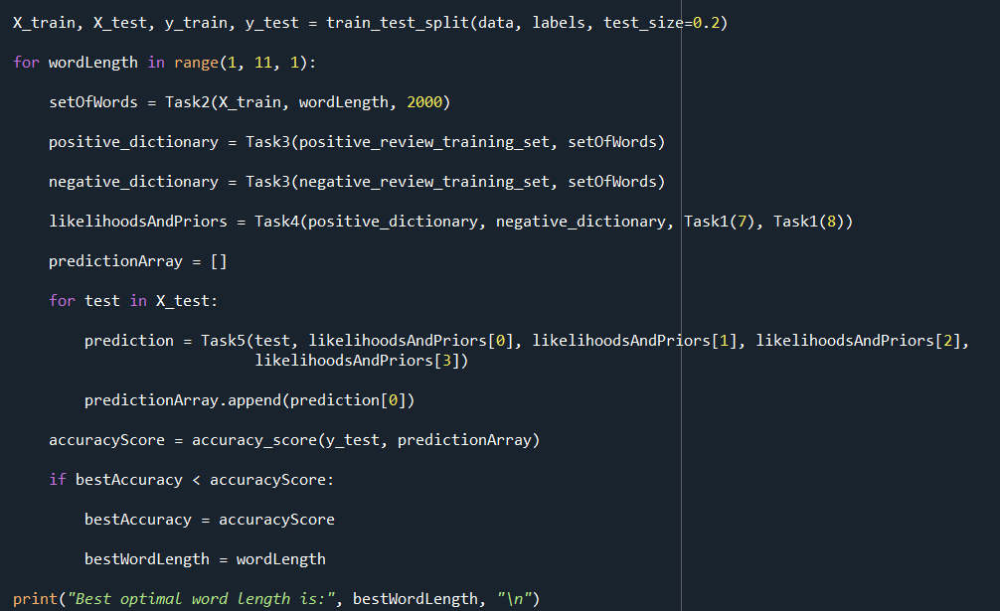 X_train, X_test, y_train, y_test = train_test_split(data, labels, test_size=0.2)
for wordLength in range(1, 11, 1):
setOfWords = Task2(X_train, wordLength, 2000)
positive_dictionary = Task3(positive_review_training_set, setOfWords)
negative_dictionary = Task3(negative_review_training_set, setOfWords)
likelihoodsAndPriors = Task4(positive_dictionary, negative_dictionary, Task1(7), Task1(8))
predictionArray = []
for test in X_test:
prediction = Task5(test, likelihoodsAndPriors[0], likelihoodsAndPriors[1], likelihoodsAndPriors[2],
likelihoodsAndPriors[3])
predictionArray.append(prediction[0])
accuracyScore = accuracy_score(y_test, predictionArray)
if bestAccuracy < accuracyScore:
bestAccuracy = accuracyScore
bestWordLength = wordLength
print("Best optimal word length is:", bestWordLength, "\n")